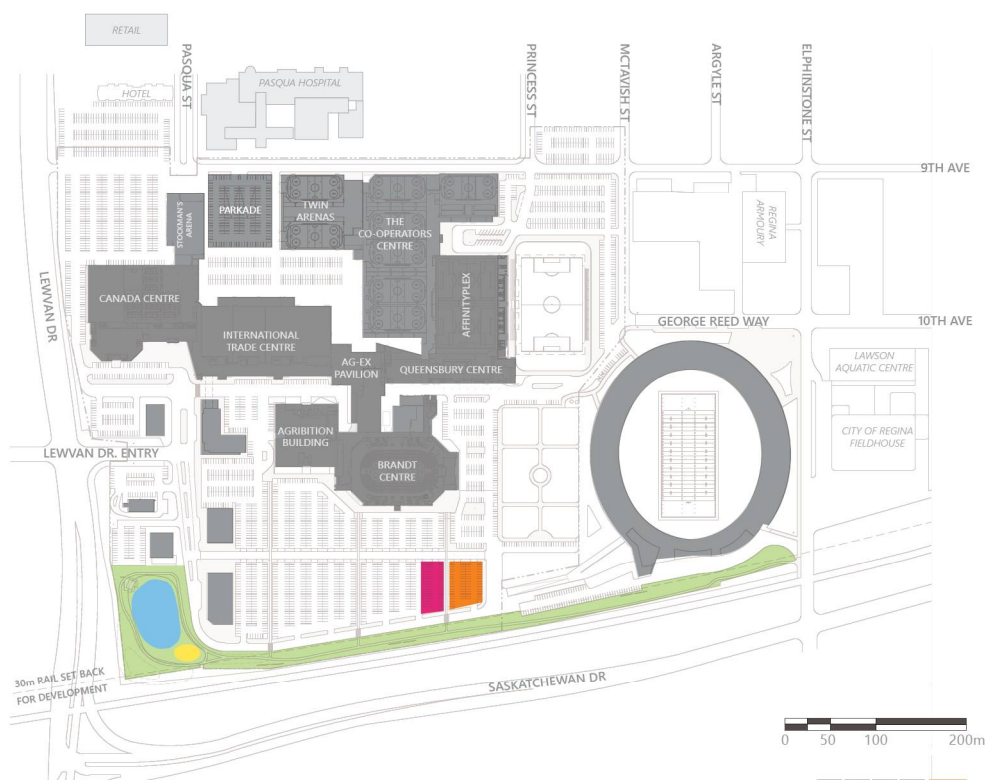 RETAIL
PASQUA ST
PRINCESS ST
MCTAVISH ST
ARGYLE ST
ELPHINSTONE ST
HOTEL
PASQUA HOSPITAL
9TH AVE
STOCKMAN'S
ARENA
PARKADE
TWIN
ARENAS
THE
CO-OPERATORS
CENTRE
REGINA
ARMOURY
LEWVAN DR
CANADA CENTRE
INTERNATIONAL
TRADE CENTRE
AFFINITYPLEX
GEORGE REED WAY
10TH AVE
AG-EX
PAVILION
QUEENSBURY CENTRE
LAWSON
AQUATIC CENTRE
AGRIBITION
BUILDING
CITY OF REGINA
FIELDHOUSE
LEWVAN DR. ENTRY
BRANDT
CENTRE
30m RAIL SET BACK
FOR DEVELOPMENT
SASKATCHEWAN DR
0 50 100 200m